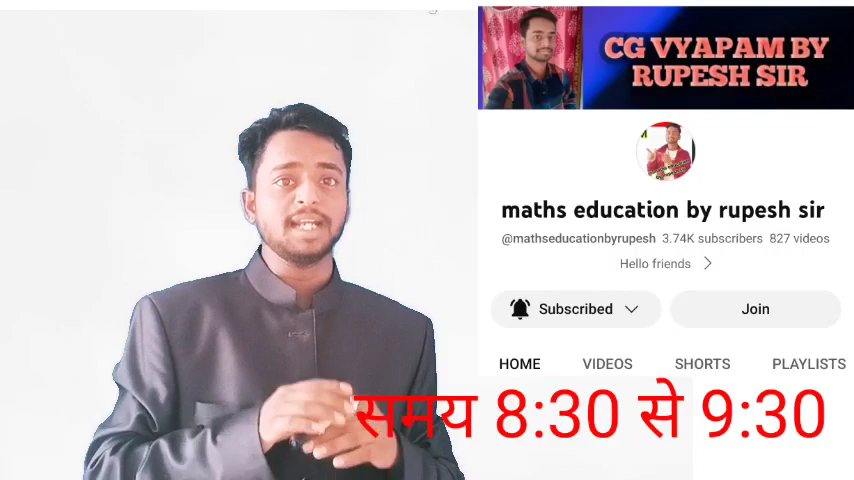 CG VYAPAM BY
RUPESH SIR
maths education by rupesh sir
@mathseducationbyrupesh 3.74K subscribers 827 videos
Hello friends
Subscribed
Join
HOME VIDEOS SHORTS PLAYLISTS
समय 8:30 से 9:30